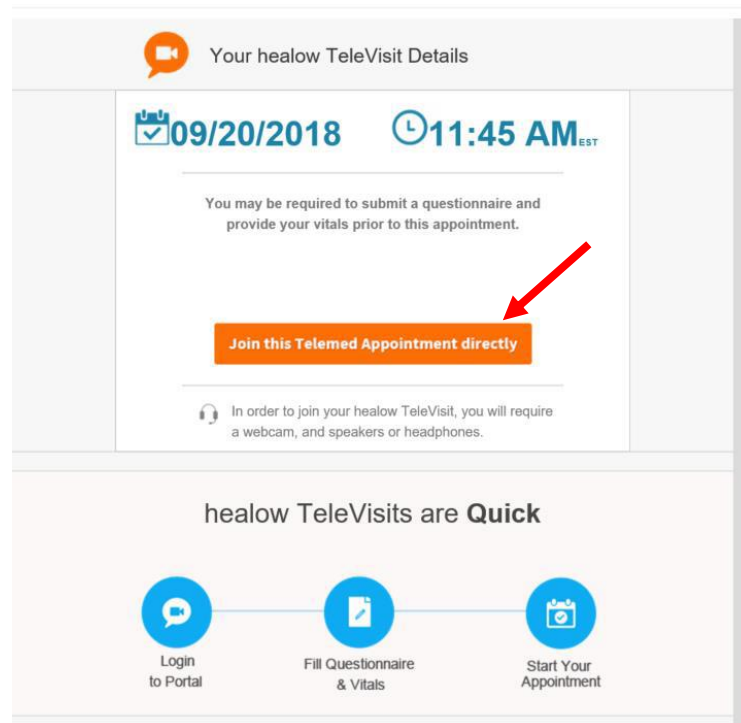 Your healow TeleVisit Details
09/20/2018 11:45 AM EST
You may be required to submit a questionnaire and
provide your vitals prior to this appointment.
Join this Telemed Appointment directly
In order to join your healow TeleVisit, you will require
a webcam, and speakers or headphones.
healow TeleVisits are Quick
Login
to Portal
Fill Questionnaire
& Vitals
Start Your
Appointment